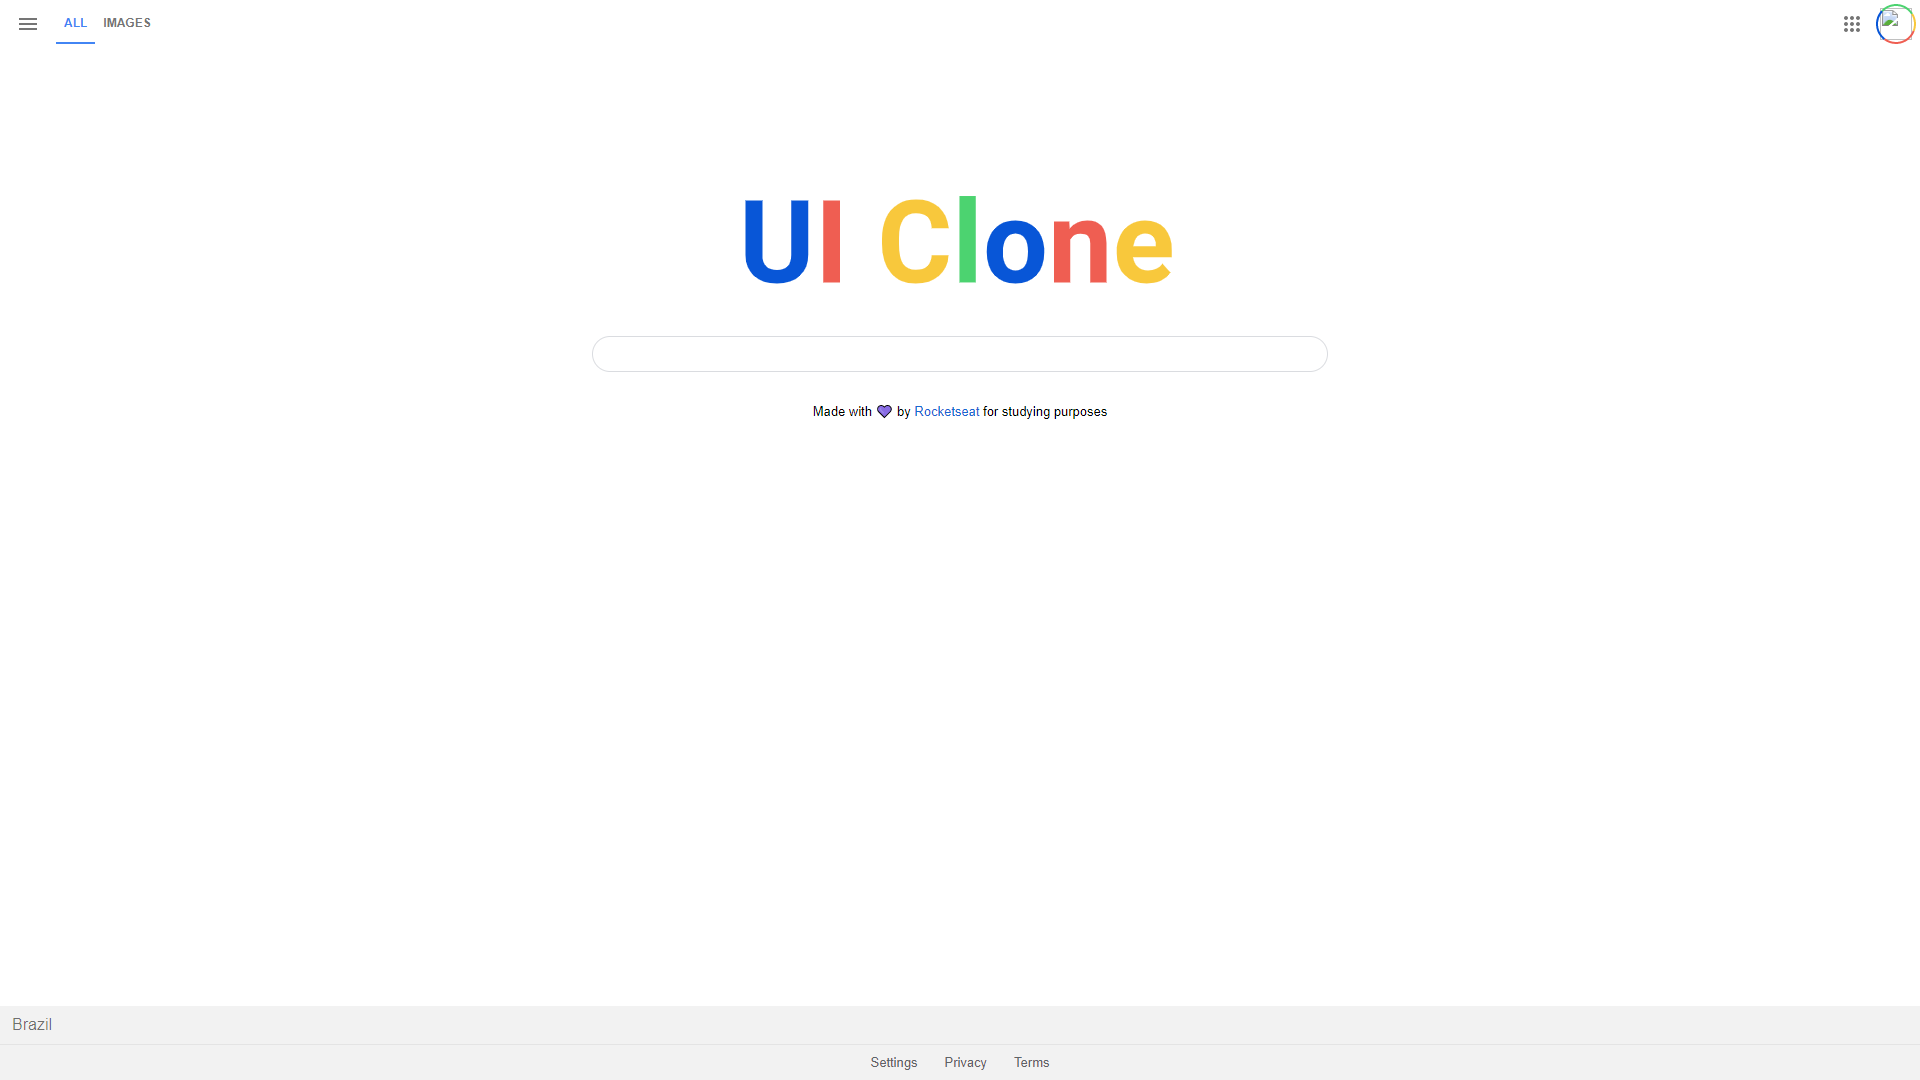 ALL IMAGES
UI Clone
Made with 💜 by Rocketseat for studying purposes
Brazil
Settings Privacy Terms